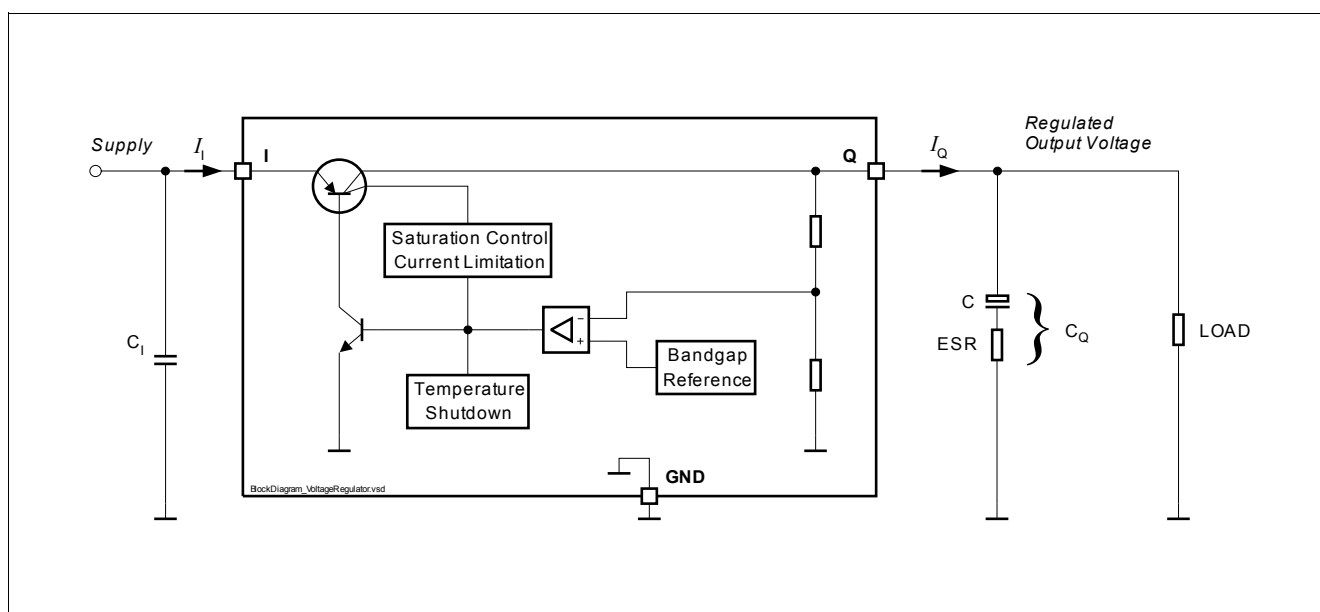 Supply
I_I
I
Q
I_Q
Regulated
Output Voltage
Saturation Control
Current Limitation
C
ESR
C_Q
LOAD
C_I
−
+
Bandgap
Reference
Temperature
Shutdown
GND
BlockDiagram_VoltageRegulator.vsd